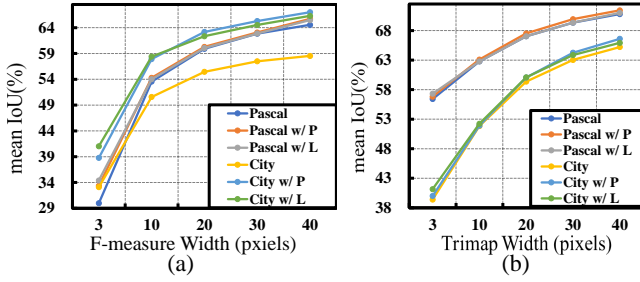 64
59
54
49
44
39
34
29
mean IoU(%)
Pascal
Pascal w/ P
Pascal w/ L
City
City w/ P
City w/ L
3 10 20 30 40
F-measure Width (pxiels)
(a)
68
63
58
53
48
43
38
mean IoU(%)
Pascal
Pascal w/ P
Pascal w/ L
City
City w/ P
City w/ L
3 10 20 30 40
Trimap Width (pixels)
(b)